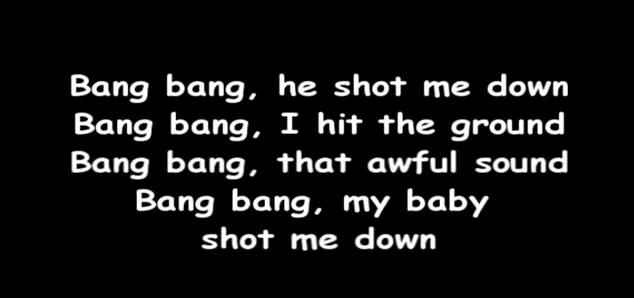 Bang bang, he shot me down
Bang bang, I hit the ground
Bang bang, that awful sound
Bang bang, my baby
shot me down